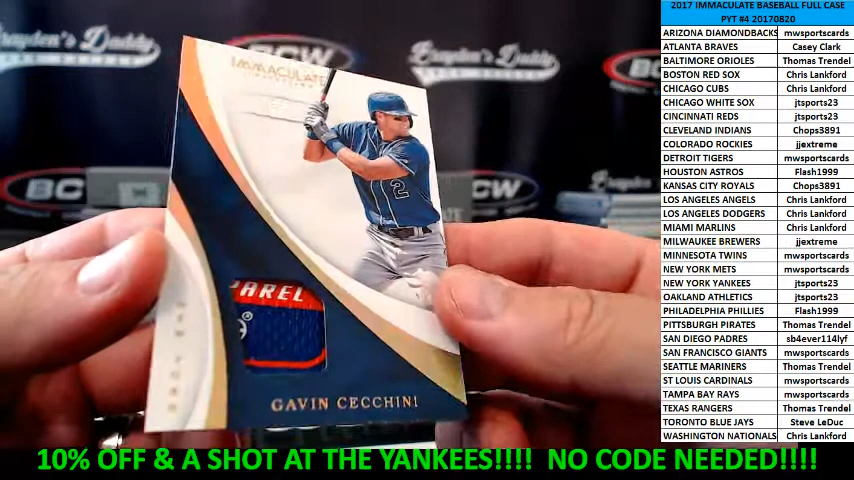 2017 IMMACULATE BASEBALL FULL CASE
PYT #4 20170820
ARIZONA DIAMONDBACKS mwsportscards
ATLANTA BRAVES Casey Clark
BALTIMORE ORIOLES Thomas Trendel
BOSTON RED SOX Chris Lankford
CHICAGO CUBS Chris Lankford
CHICAGO WHITE SOX jtsports23
CINCINNATI REDS jtsports23
CLEVELAND INDIANS Chops3891
COLORADO ROCKIES jjextreme
DETROIT TIGERS mwsportscards
HOUSTON ASTROS Flash1999
KANSAS CITY ROYALS Chops3891
LOS ANGELES ANGELS Chris Lankford
LOS ANGELES DODGERS Chris Lankford
MIAMI MARLINS Chris Lankford
MILWAUKEE BREWERS jjextreme
MINNESOTA TWINS mwsportscards
NEW YORK METS mwsportscards
NEW YORK YANKEES jtsports23
OAKLAND ATHLETICS jtsports23
PHILADELPHIA PHILLIES Flash1999
PITTSBURGH PIRATES Thomas Trendel
SAN DIEGO PADRES sb4ever114lyf
SAN FRANCISCO GIANTS mwsportscards
SEATTLE MARINERS Thomas Trendel
ST LOUIS CARDINALS mwsportscards
TAMPA BAY RAYS mwsportscards
TEXAS RANGERS Thomas Trendel
TORONTO BLUE JAYS Steve LeDuc
WASHINGTON NATIONALS Chris Lankford
Brayden's Daddy
Brayden's Daddy
BCW
BCW
BCW
IMMACULATE
2
PAREL
NEW YORK
GAVIN CECCHINI
10% OFF & A SHOT AT THE YANKEES!!!! NO CODE NEEDED!!!!